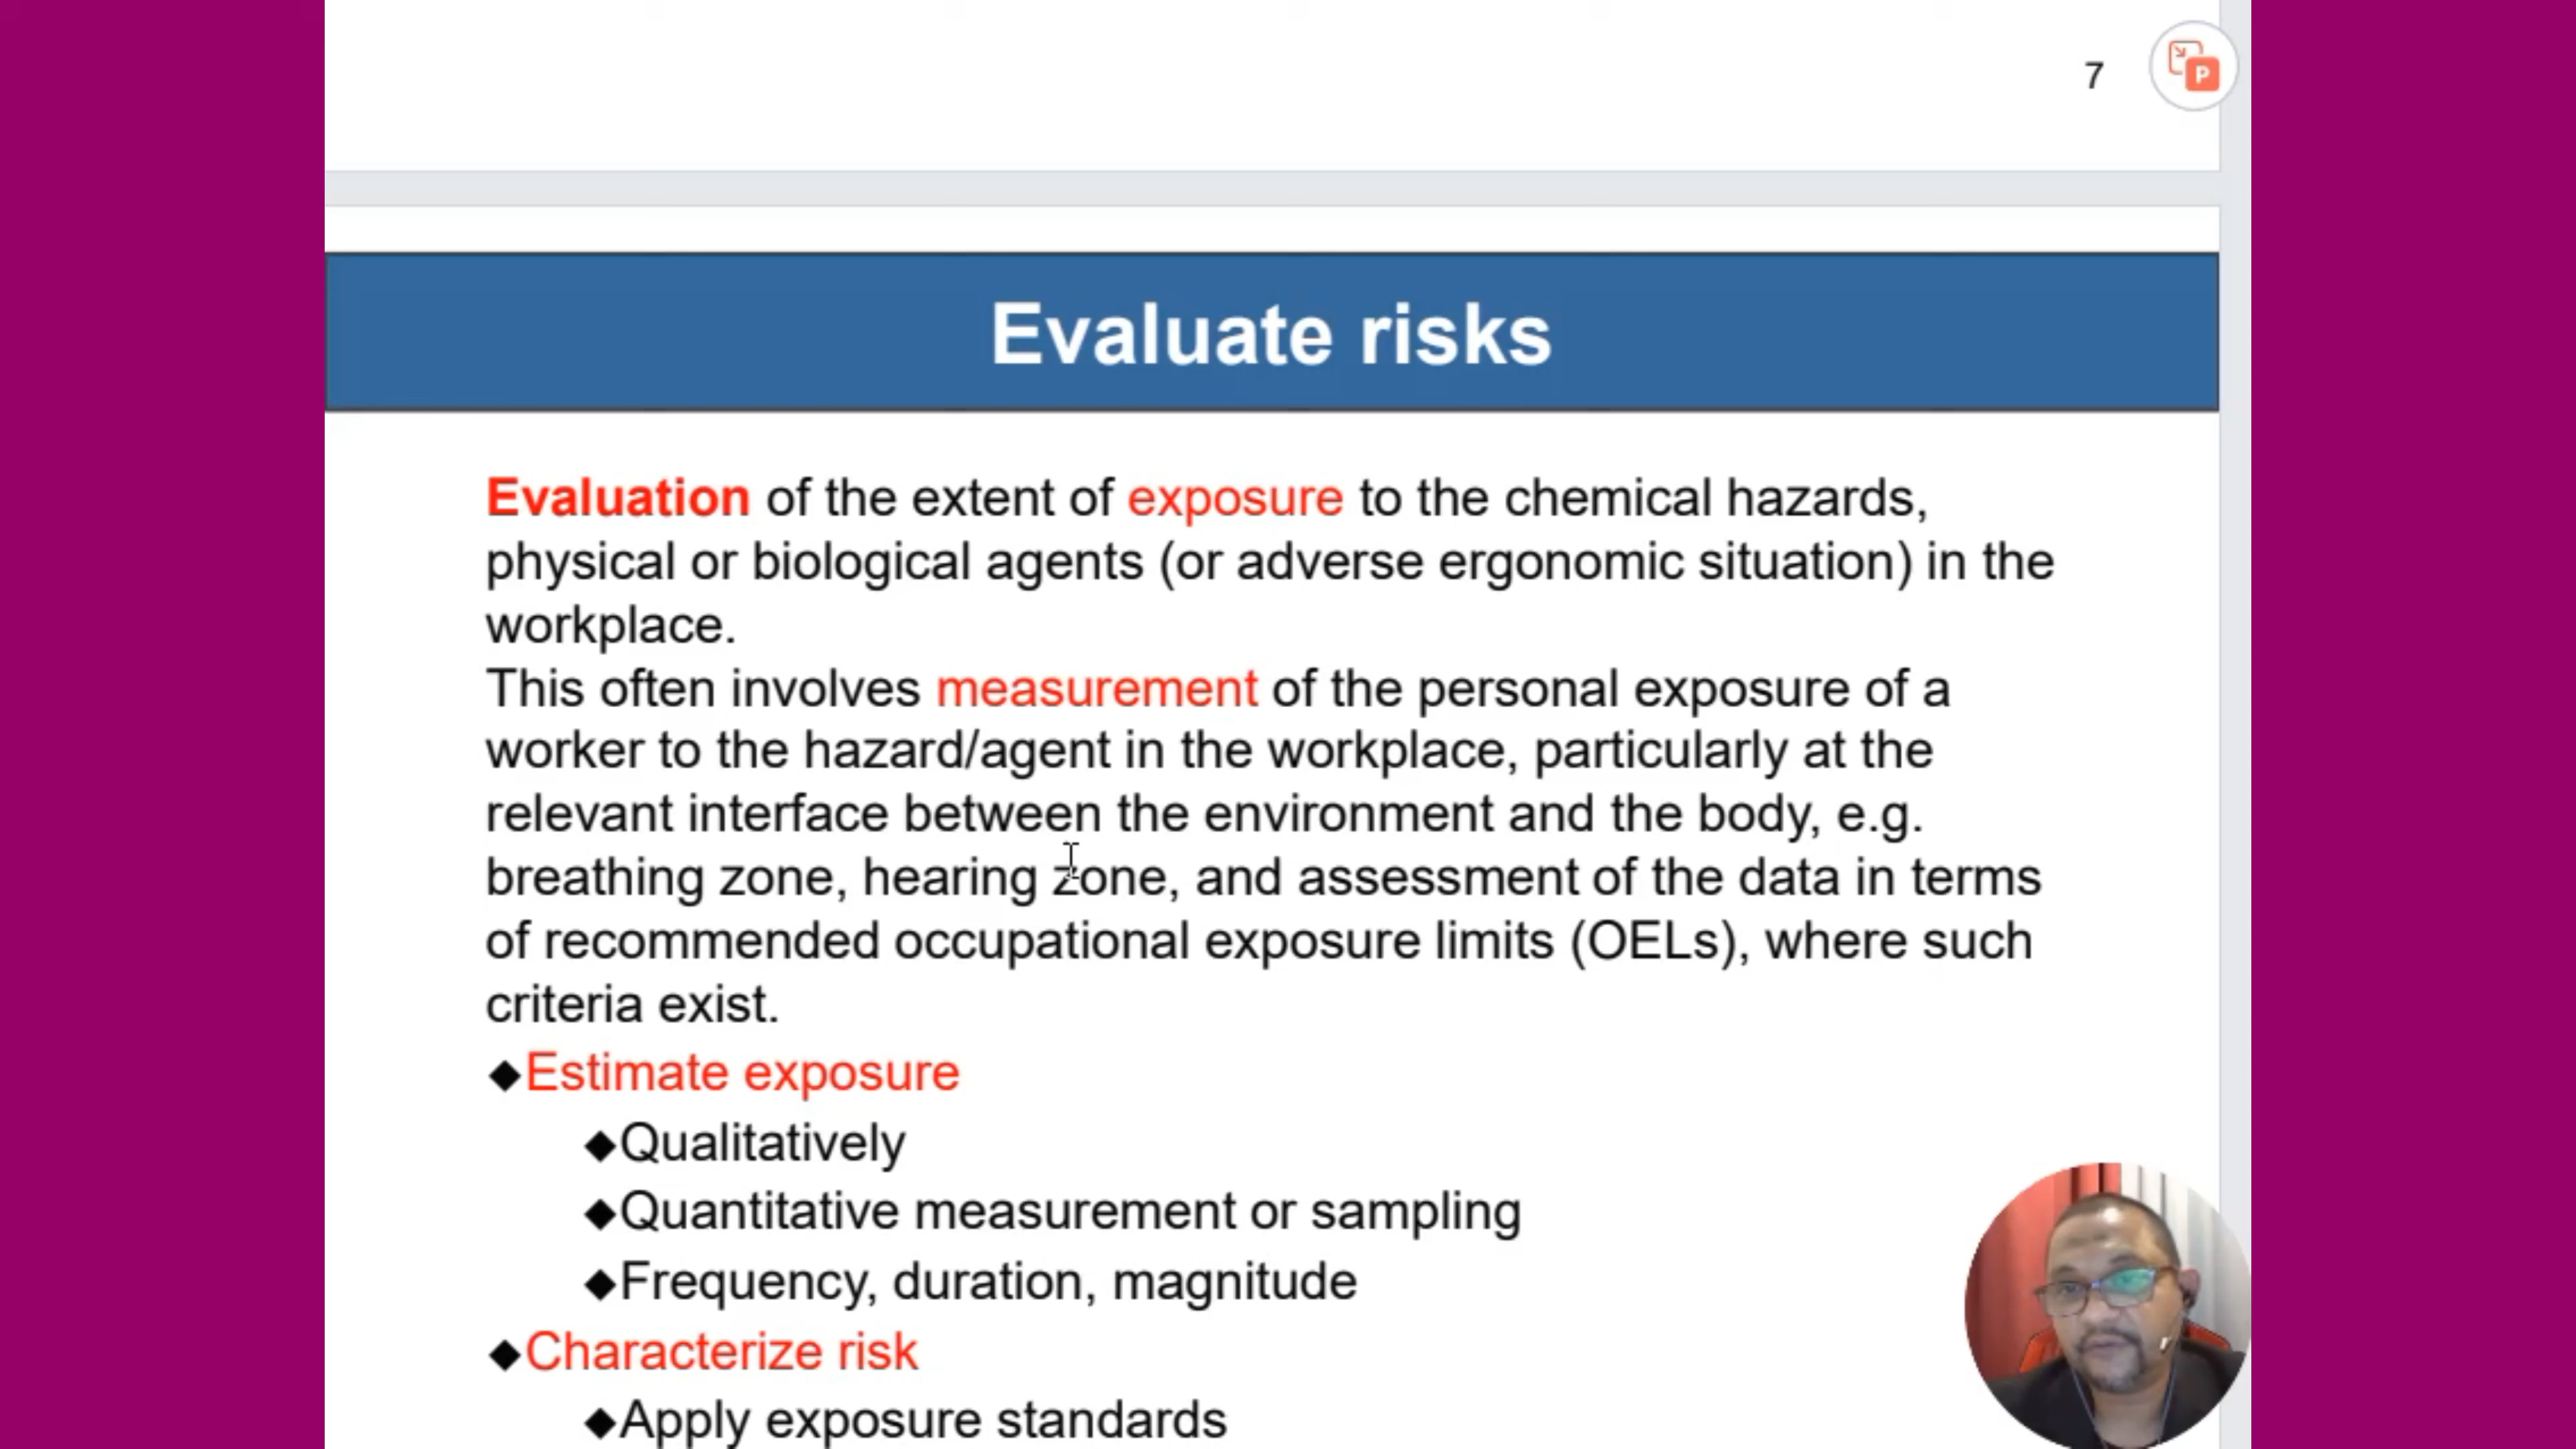 7
P
Evaluate risks
Evaluation of the extent of exposure to the chemical hazards,
physical or biological agents (or adverse ergonomic situation) in the
workplace.
This often involves measurement of the personal exposure of a
worker to the hazard/agent in the workplace, particularly at the
relevant interface between the environment and the body, e.g.
breathing zone, hearing zone, and assessment of the data in terms
of recommended occupational exposure limits (OELs), where such
criteria exist.
◆Estimate exposure
◆Qualitatively
◆Quantitative measurement or sampling
◆Frequency, duration, magnitude
◆Characterize risk
◆Apply exposure standards